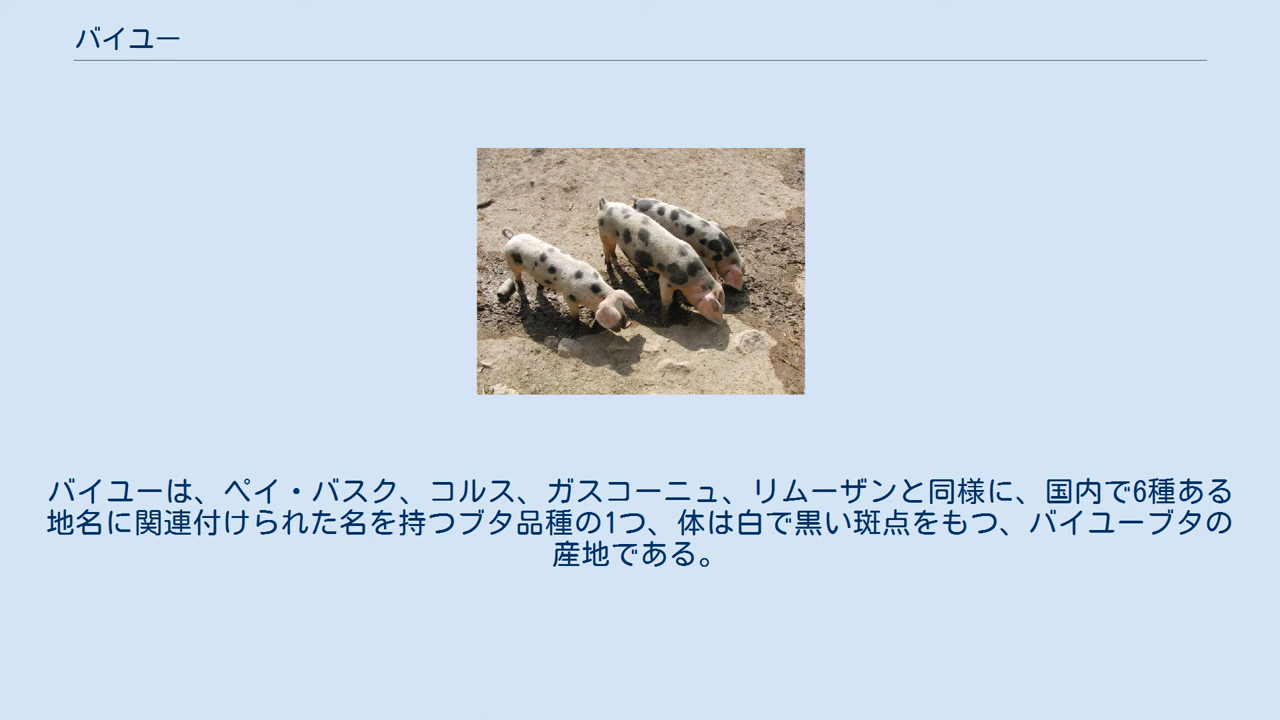 バイユー
バイユーは、ペイ・バスク、コルス、ガスコーニュ、リムーザンと同様に、国内で6種ある
地名に関連付けられた名を持つブタ品種の1つ、体は白で黒い斑点をもつ、バイユーブタの
産地である。